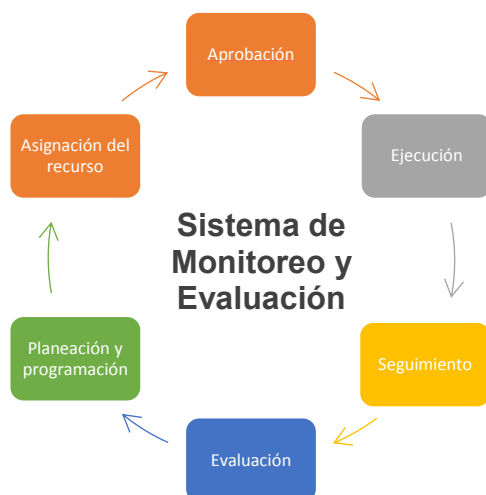 Aprobación
Ejecución
Seguimiento
Evaluación
Planeación y
programación
Asignación del
recurso
Sistema de
Monitoreo y
Evaluación